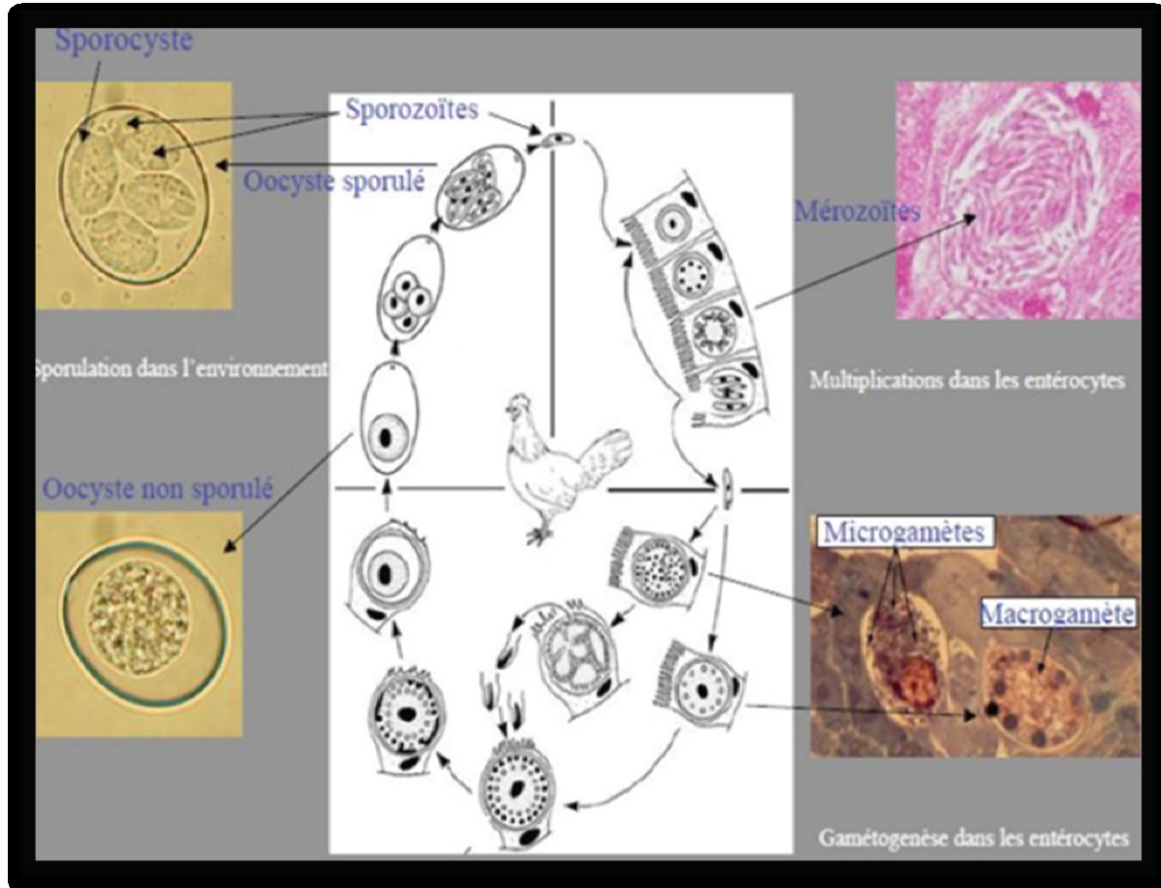 Sporocyste
Sporozoïtes
Oocyste sporulé
Mérozoïtes
Sporulation dans l'environnement
Multiplications dans les entérocytes
Oocyste non sporulé
Microgamètes
Macrogamète
Gamétogenèse dans les entérocytes